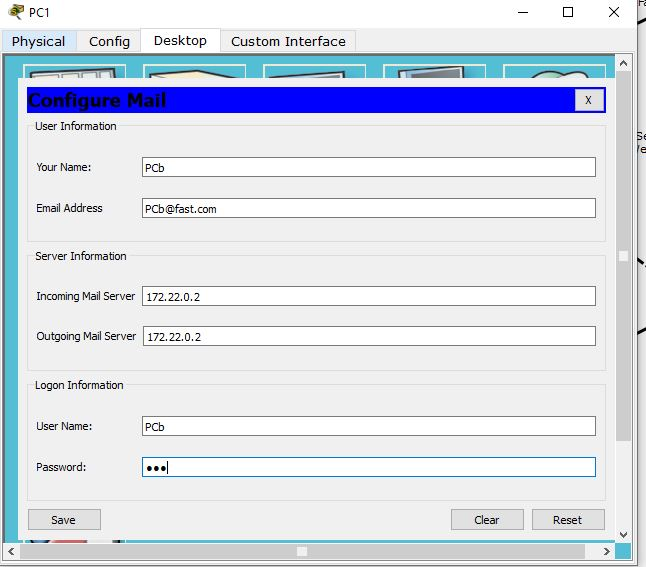 PC1
Physical Config Desktop Custom Interface
Configure Mail X
User Information
Your Name: PCb
Email Address PCb@fast.com
Server Information
Incoming Mail Server 172.22.0.2
Outgoing Mail Server 172.22.0.2
Logon Information
User Name: PCb
Password: •••
Save Clear Reset